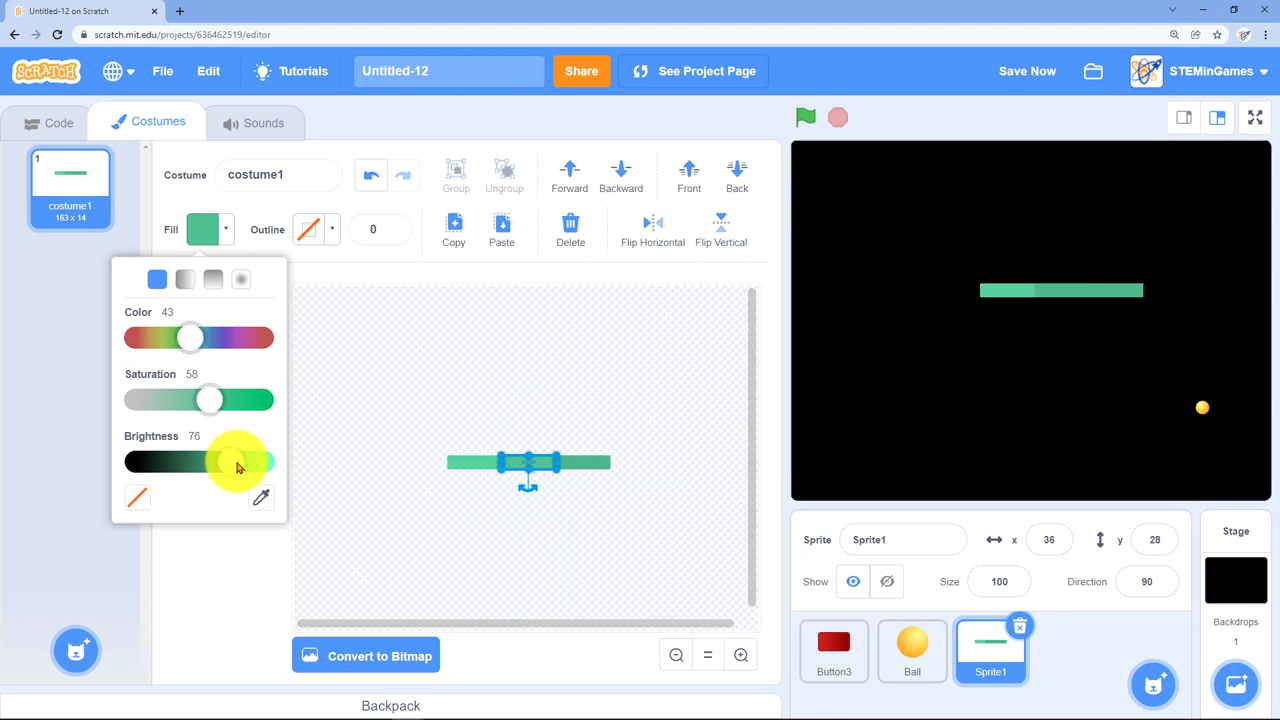 Untitled-12 on Scratch
scratch.mit.edu/projects/636462519/editor
SCRATCH
File
Edit
Tutorials
Untitled-12
Share
See Project Page
Save Now
STEMinGames
Code
Costumes
Sounds
1
costume1
163 x 14
Costume
costume1
Group
Ungroup
Forward
Backward
Front
Back
Fill
Outline
0
Copy
Paste
Delete
Flip Horizontal
Flip Vertical
Color 43
Saturation 58
Brightness 76
Convert to Bitmap
Backpack
Sprite
Sprite1
x
36
y
28
Show
Size
100
Direction
90
Button3
Ball
Sprite1
Stage
Backdrops
1